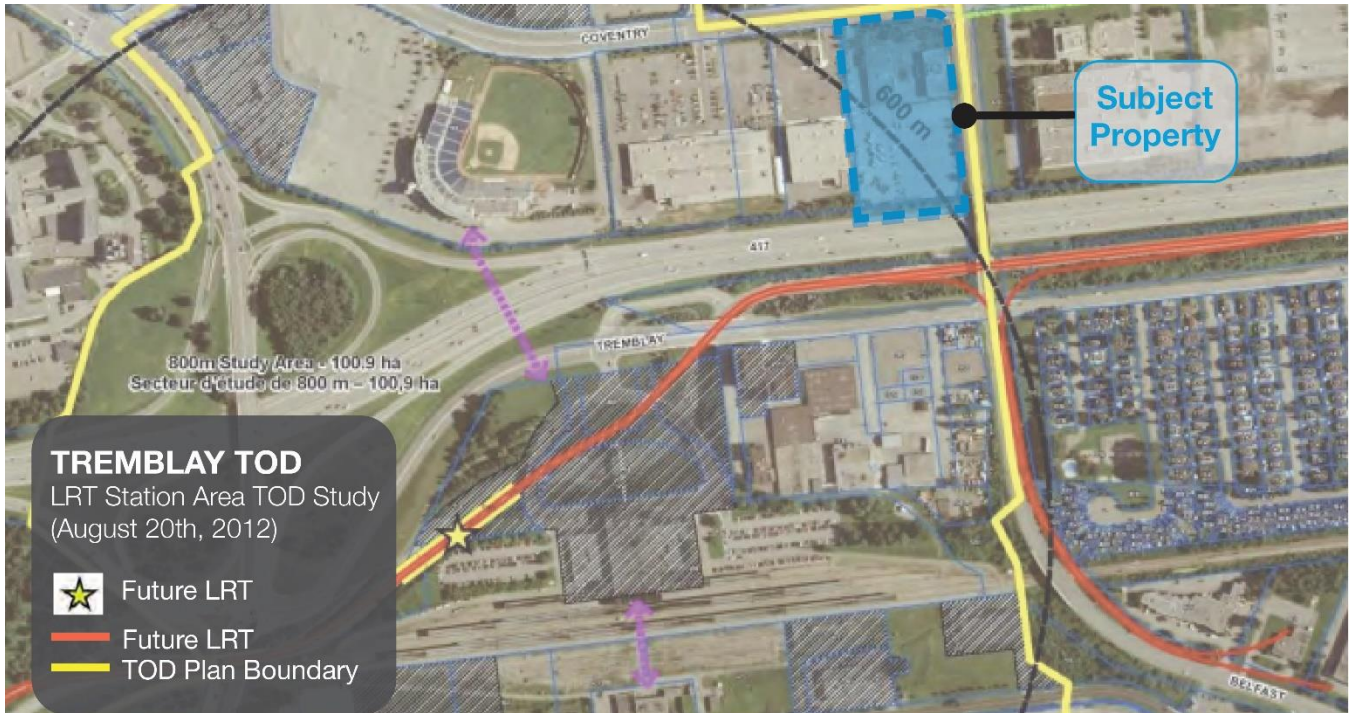 COVENTRY
600 m
Subject
Property
417
TREMBLAY
800m Study Area - 100.9 ha
Secteur d'étude de 800 m – 100,9 ha
TREMBLAY TOD
LRT Station Area TOD Study
(August 20th, 2012)
Future LRT
Future LRT
TOD Plan Boundary
BELFAST